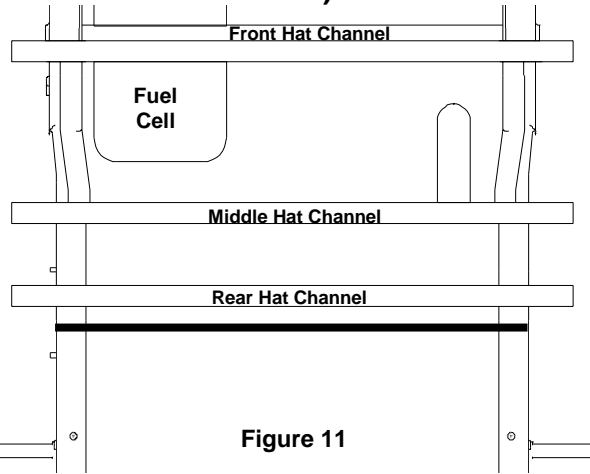 Front Hat Channel
Fuel
Cell
Middle Hat Channel
Rear Hat Channel
Figure 11